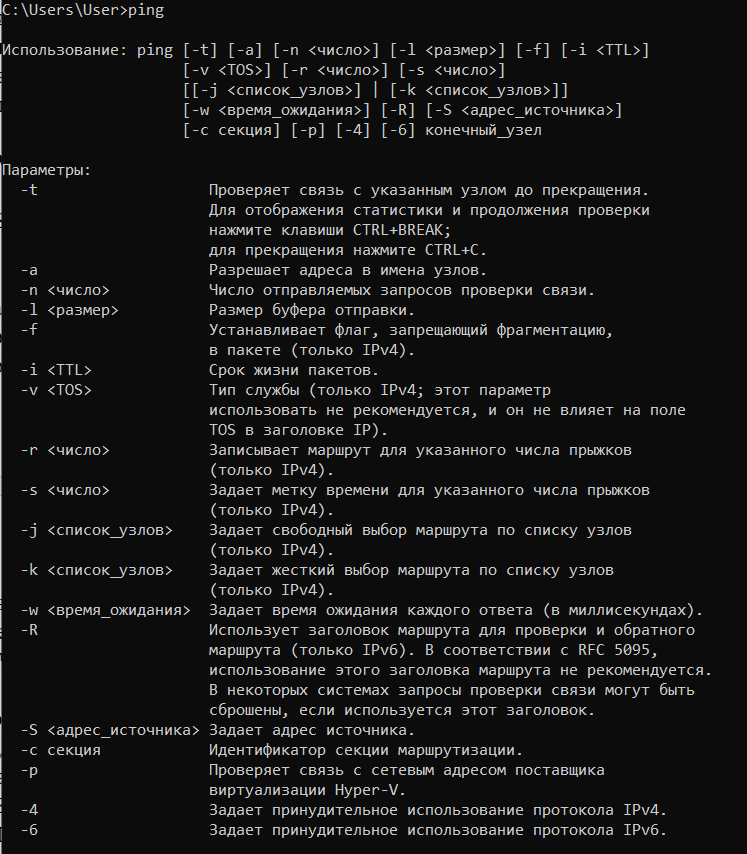 C:\Users\User>ping
Использование: ping [-t] [-a] [-n <число>] [-l <размер>] [-f] [-i <TTL>]
[-v <TOS>] [-r <число>] [-s <число>]
[[-j <список_узлов>] | [-k <список_узлов>]]
[-w <время_ожидания>] [-R] [-S <адрес_источника>]
[-c секция] [-p] [-4] [-6] конечный_узел
Параметры:
-t Проверяет связь с указанным узлом до прекращения.
Для отображения статистики и продолжения проверки
нажмите клавиши CTRL+BREAK;
для прекращения нажмите CTRL+C.
-a Разрешает адреса в имена узлов.
-n <число> Число отправляемых запросов проверки связи.
-l <размер> Размер буфера отправки.
-f Устанавливает флаг, запрещающий фрагментацию,
в пакете (только IPv4).
-i <TTL> Срок жизни пакетов.
-v <TOS> Тип службы (только IPv4; этот параметр
использовать не рекомендуется, и он не влияет на поле
TOS в заголовке IP).
-r <число> Записывает маршрут для указанного числа прыжков
(только IPv4).
-s <число> Задает метку времени для указанного числа прыжков
(только IPv4).
-j <список_узлов> Задает свободный выбор маршрута по списку узлов
(только IPv4).
-k <список_узлов> Задает жесткий выбор маршрута по списку узлов
(только IPv4).
-w <время_ожидания> Задает время ожидания каждого ответа (в миллисекундах).
-R Использует заголовок маршрута для проверки и обратного
маршрута (только IPv6). В соответствии с RFC 5095,
использование этого заголовка маршрута не рекомендуется.
В некоторых системах запросы проверки связи могут быть
сброшены, если используется этот заголовок.
-S <адрес_источника> Задает адрес источника.
-c секция Идентификатор секции маршрутизации.
-p Проверяет связь с сетевым адресом поставщика
виртуализации Hyper-V.
-4 Задает принудительное использование протокола IPv4.
-6 Задает принудительное использование протокола IPv6.